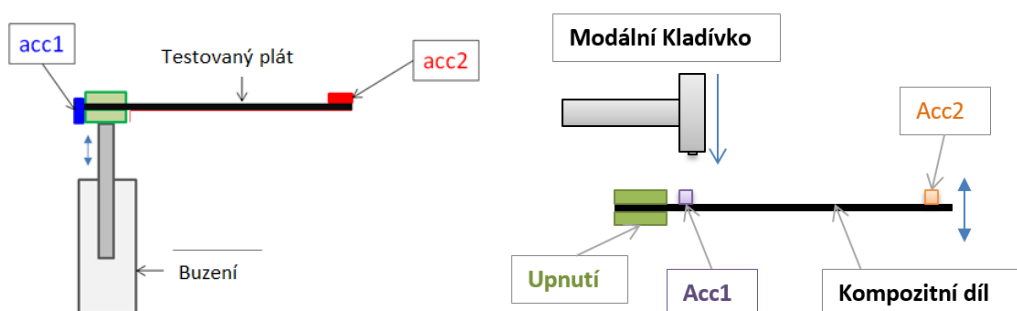 acc1
Testovaný plát
acc2
Buzení
Modální Kladívko
Acc2
Upnutí
Acc1
Kompozitní díl